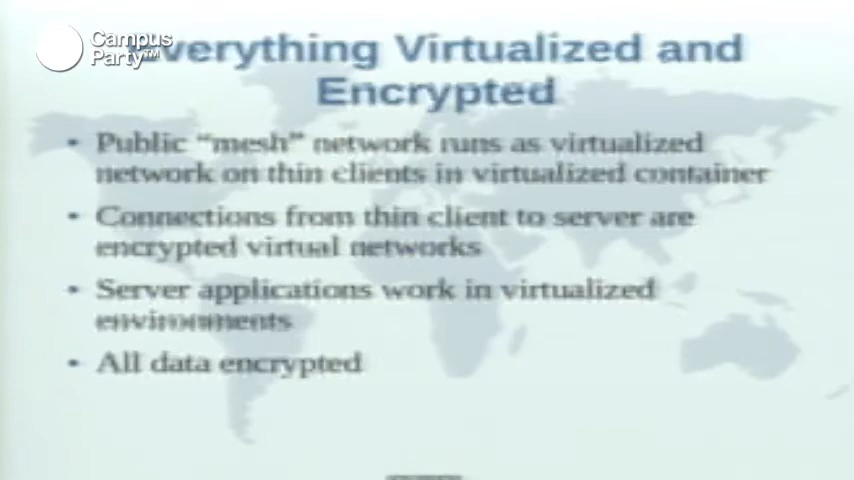 Campus
Party™
verything Virtualized and
Encrypted
• Public “mesh” network runs as virtualized
network on thin clients in virtualized container
• Connections from thin client to server are
encrypted virtual networks
• Server applications work in virtualized
environments
• All data encrypted